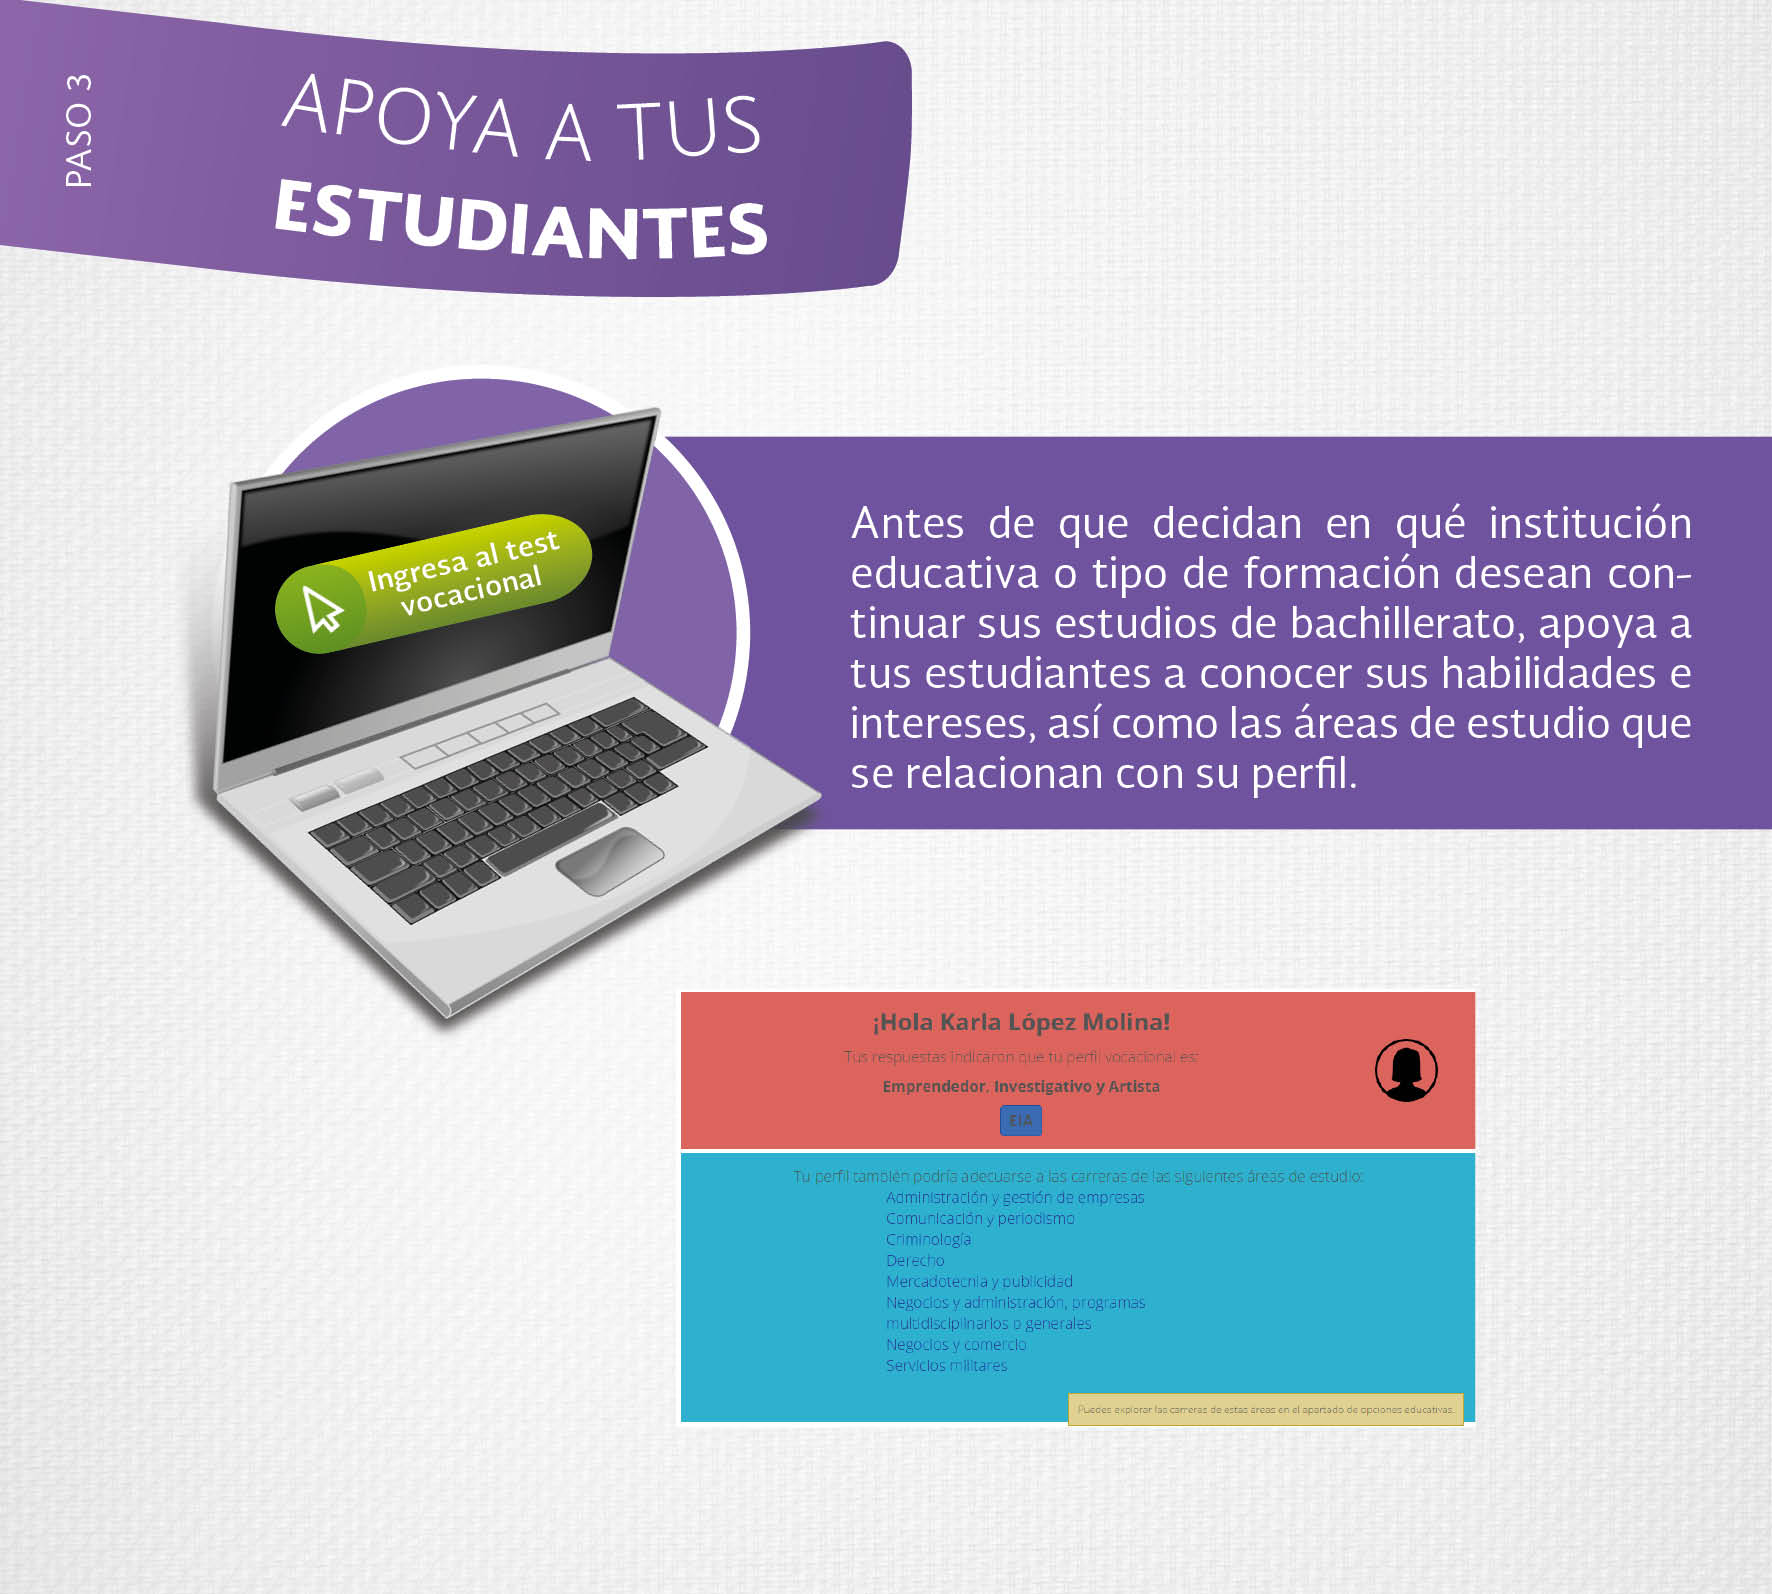 PASO 3
APOYA A TUS
ESTUDIANTES
Ingresa al test
vocacional
Antes de que decidan en qué institución
educativa o tipo de formación desean con-
tinuar sus estudios de bachillerato, apoya a
tus estudiantes a conocer sus habilidades e
intereses, así como las áreas de estudio que
se relacionan con su perfil.
¡Hola Karla López Molina!
Tus respuestas indicaron que tu perfil vocacional es:
Emprendedor, Investigativo y Artista
EIA
Tu perfil también podría adecuarse a las carreras de las siguientes áreas de estudio:
Administración y gestión de empresas
Comunicación y periodismo
Criminología
Derecho
Mercadotecnia y publicidad
Negocios y administración, programas
multidisciplinarios o generales
Negocios y comercio
Servicios militares
Puedes explorar las carreras de estas áreas en el apartado de opciones educativas.